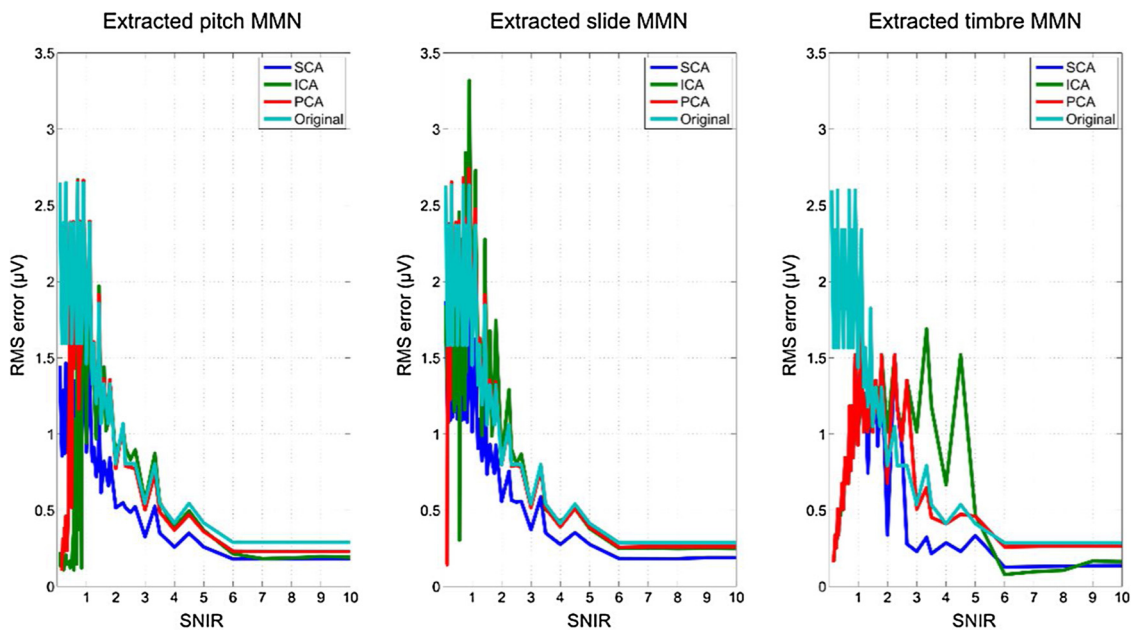 Extracted pitch MMN
3.5
3
2.5
2
1.5
1
0.5
0
RMS error (μV)
SCA
ICA
PCA
Original
1 2 3 4 5 6 7 8 9 10
SNIR
Extracted slide MMN
3.5
3
2.5
2
1.5
1
0.5
0
RMS error (μV)
SCA
ICA
PCA
Original
1 2 3 4 5 6 7 8 9 10
SNIR
Extracted timbre MMN
3.5
3
2.5
2
1.5
1
0.5
0
RMS error (μV)
SCA
ICA
PCA
Original
1 2 3 4 5 6 7 8 9 10
SNIR